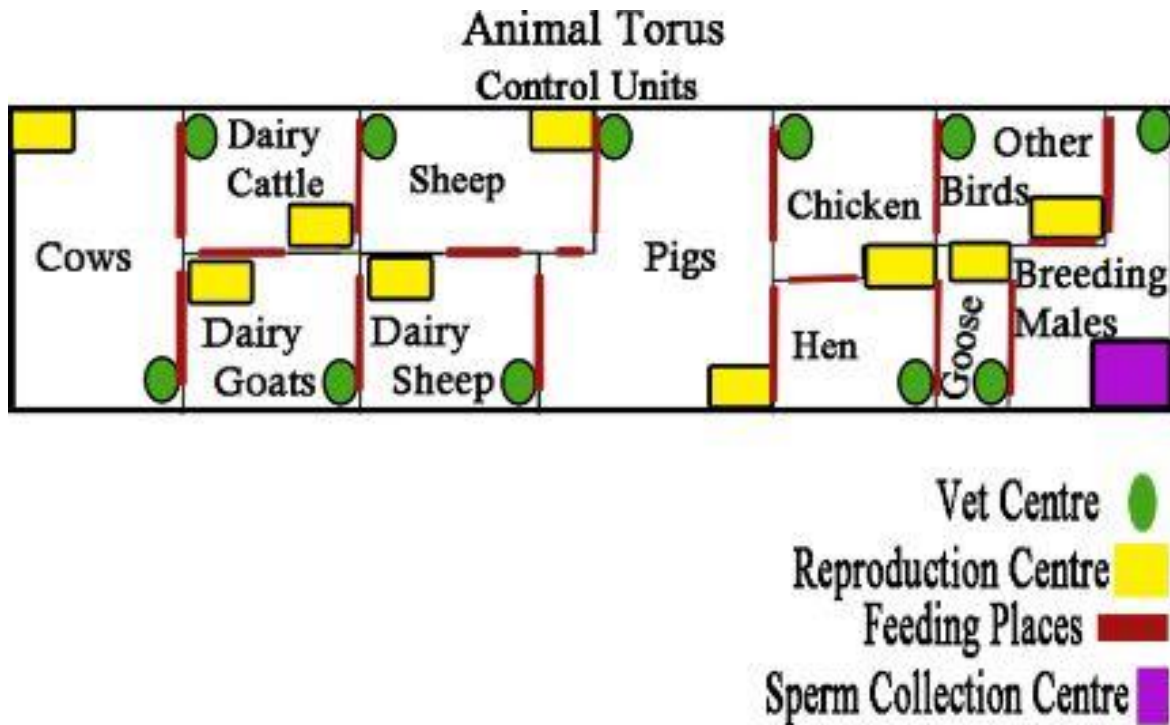 Animal Torus
Control Units
Dairy
Cattle
Sheep
Other
Birds
Chicken
Cows
Pigs
Breeding
Males
Dairy
Goats
Dairy
Sheep
Hen
Goose
Vet Centre
Reproduction Centre
Feeding Places
Sperm Collection Centre